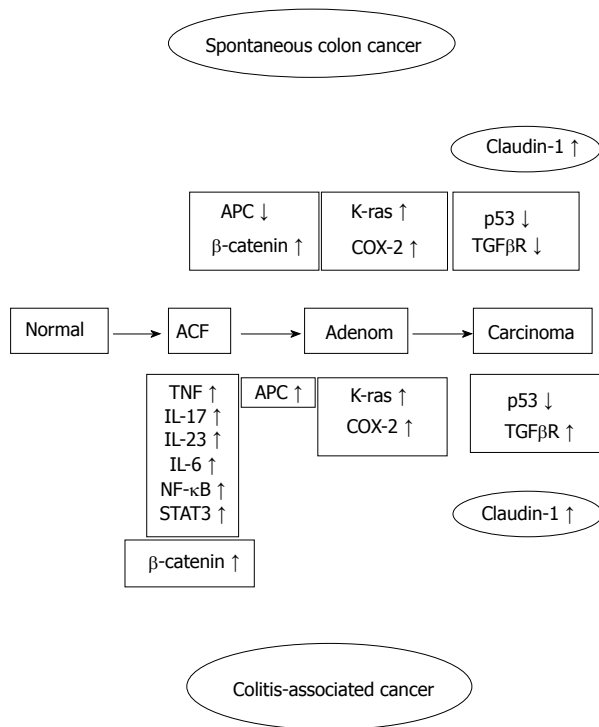 Spontaneous colon cancer
Claudin-1 ↑
APC ↓
β-catenin ↑
K-ras ↑
COX-2 ↑
p53 ↓
TGFβR ↓
Normal
ACF
Adenom
Carcinoma
TNF ↑
IL-17 ↑
IL-23 ↑
IL-6 ↑
NF-κB ↑
STAT3 ↑
β-catenin ↑
APC ↑
K-ras ↑
COX-2 ↑
p53 ↓
TGFβR ↑
Claudin-1 ↑
Colitis-associated cancer